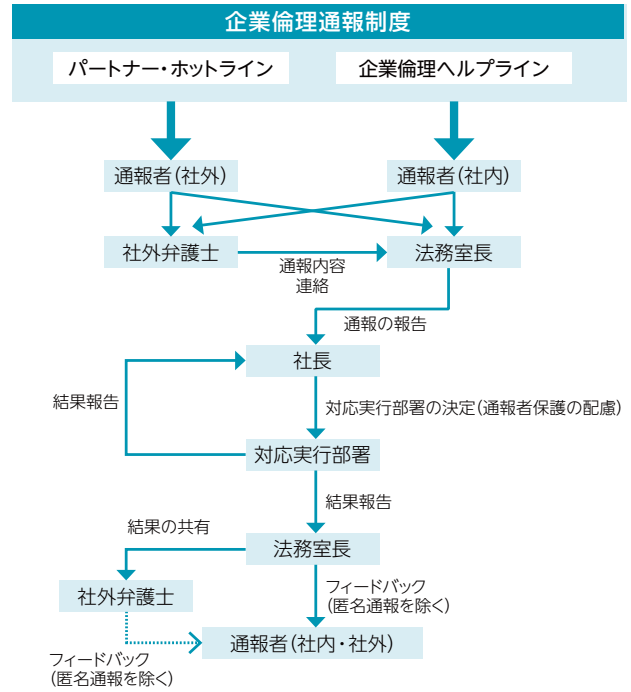 企業倫理通報制度
パートナー・ホットライン
企業倫理ヘルプライン
通報者(社外)
通報者(社内)
社外弁護士
通報内容
連絡
法務室長
通報の報告
社長
結果報告
対応実行部署の決定(通報者保護の配慮)
対応実行部署
結果報告
結果の共有
法務室長
社外弁護士
フィードバック
(匿名通報を除く)
通報者(社内・社外)
フィードバック
(匿名通報を除く)